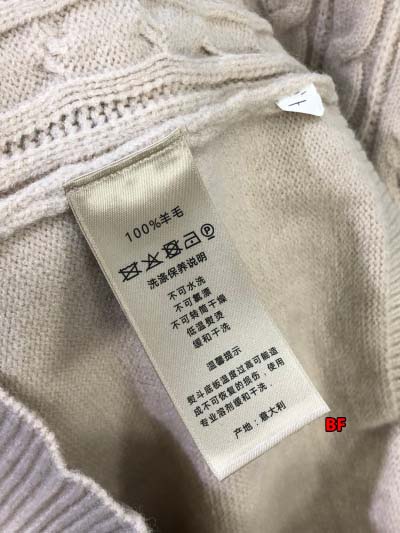 100%羊毛
P
洗涤保养说明
不可水洗
不可氯漂
不可转筒干燥
低温熨烫
缓和干洗
温馨提示
熨斗底板温度过高可能造
成不可恢复的损伤，使用
专业溶剂缓和干洗.
产地:意大利
BF